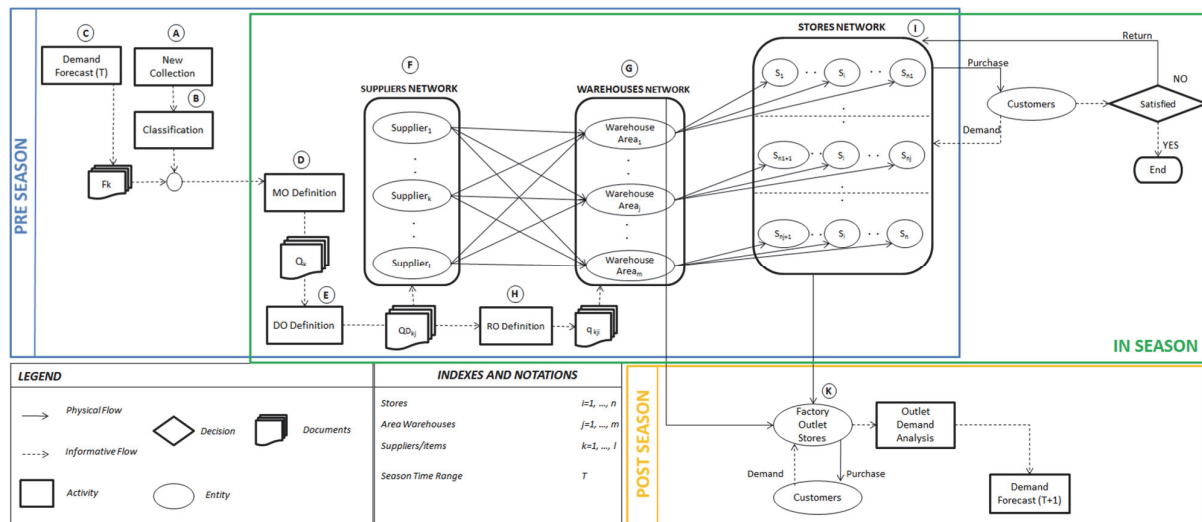 PRE SEASON
C
Demand
Forecast (T)
A
New
Collection
B
Classification
Fk
D
MO Definition
Qk
E
DO Definition
F
SUPPLIERS NETWORK
Supplier1
Supplierk
QDkj
H
RO Definition
q kji
G
WAREHOUSES NETWORK
Warehouse
Area1
Warehouse
Areaj
Warehouse
Aream
STORES NETWORK
I
S1
Si
Sn1
Sn1+1
Si
Snj
Snj+1
Si
Sn
Return
Purchase
Customers
Demand
NO
Satisfied
YES
End
IN SEASON
LEGEND
Physical Flow
Informative Flow
Activity
Decision
Entity
Documents
INDEXES AND NOTATIONS
Stores i=1, ..., n
Area Warehouses j=1, ..., m
Suppliers/items k=1, ..., l
Season Time Range T
POST SEASON
K
Factory
Outlet
Stores
Outlet
Demand
Analysis
Demand
Purchase
Customers
Demand
Forecast (T+1)